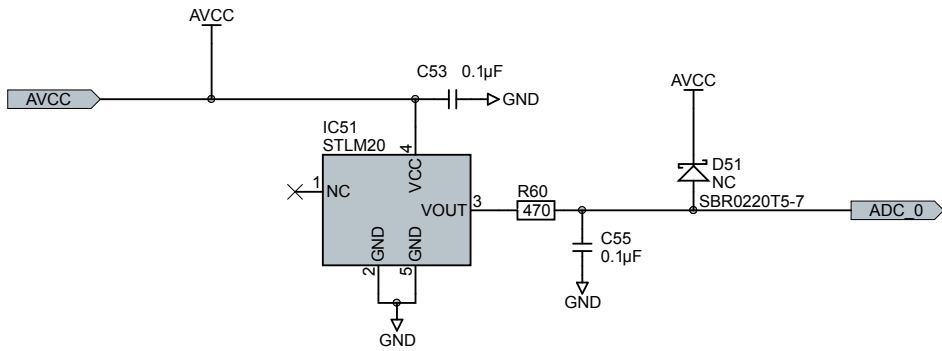 AVCC
AVCC
C53 0.1µF
GND
AVCC
IC51
STLM20
4
VCC
1
NC
VOUT
3
R60
470
D51
NC
SBR0220T5-7
ADC_0
GND
GND
2
5
C55
0.1µF
GND
GND